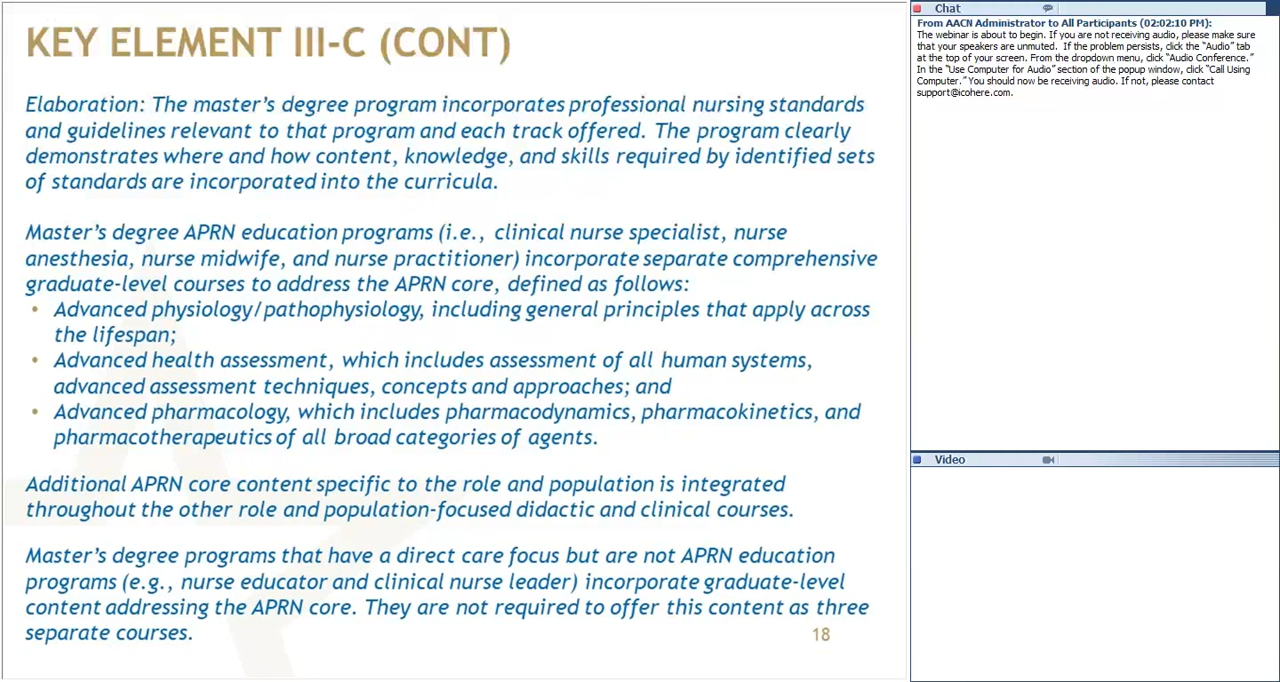 KEY ELEMENT III-C (CONT)
Elaboration: The master's degree program incorporates professional nursing standards
and guidelines relevant to that program and each track offered. The program clearly
demonstrates where and how content, knowledge, and skills required by identified sets
of standards are incorporated into the curricula.
Master's degree APRN education programs (i.e., clinical nurse specialist, nurse
anesthesia, nurse midwife, and nurse practitioner) incorporate separate comprehensive
graduate-level courses to address the APRN core, defined as follows:
• Advanced physiology/pathophysiology, including general principles that apply across
the lifespan;
• Advanced health assessment, which includes assessment of all human systems,
advanced assessment techniques, concepts and approaches; and
• Advanced pharmacology, which includes pharmacodynamics, pharmacokinetics, and
pharmacotherapeutics of all broad categories of agents.
Additional APRN core content specific to the role and population is integrated
throughout the other role and population-focused didactic and clinical courses.
Master's degree programs that have a direct care focus but are not APRN education
programs (e.g., nurse educator and clinical nurse leader) incorporate graduate-level
content addressing the APRN core. They are not required to offer this content as three
separate courses.
18
Chat
From AACN Administrator to All Participants (02:02:10 PM):
The webinar is about to begin. If you are not receiving audio, please make sure
that your speakers are unmuted. If the problem persists, click the "Audio" tab
at the top of your screen. From the dropdown menu, click "Audio Conference."
In the "Use Computer for Audio" section of the popup window, click "Call Using
Computer." You should now be receiving audio. If not, please contact
support@icohere.com.
Video